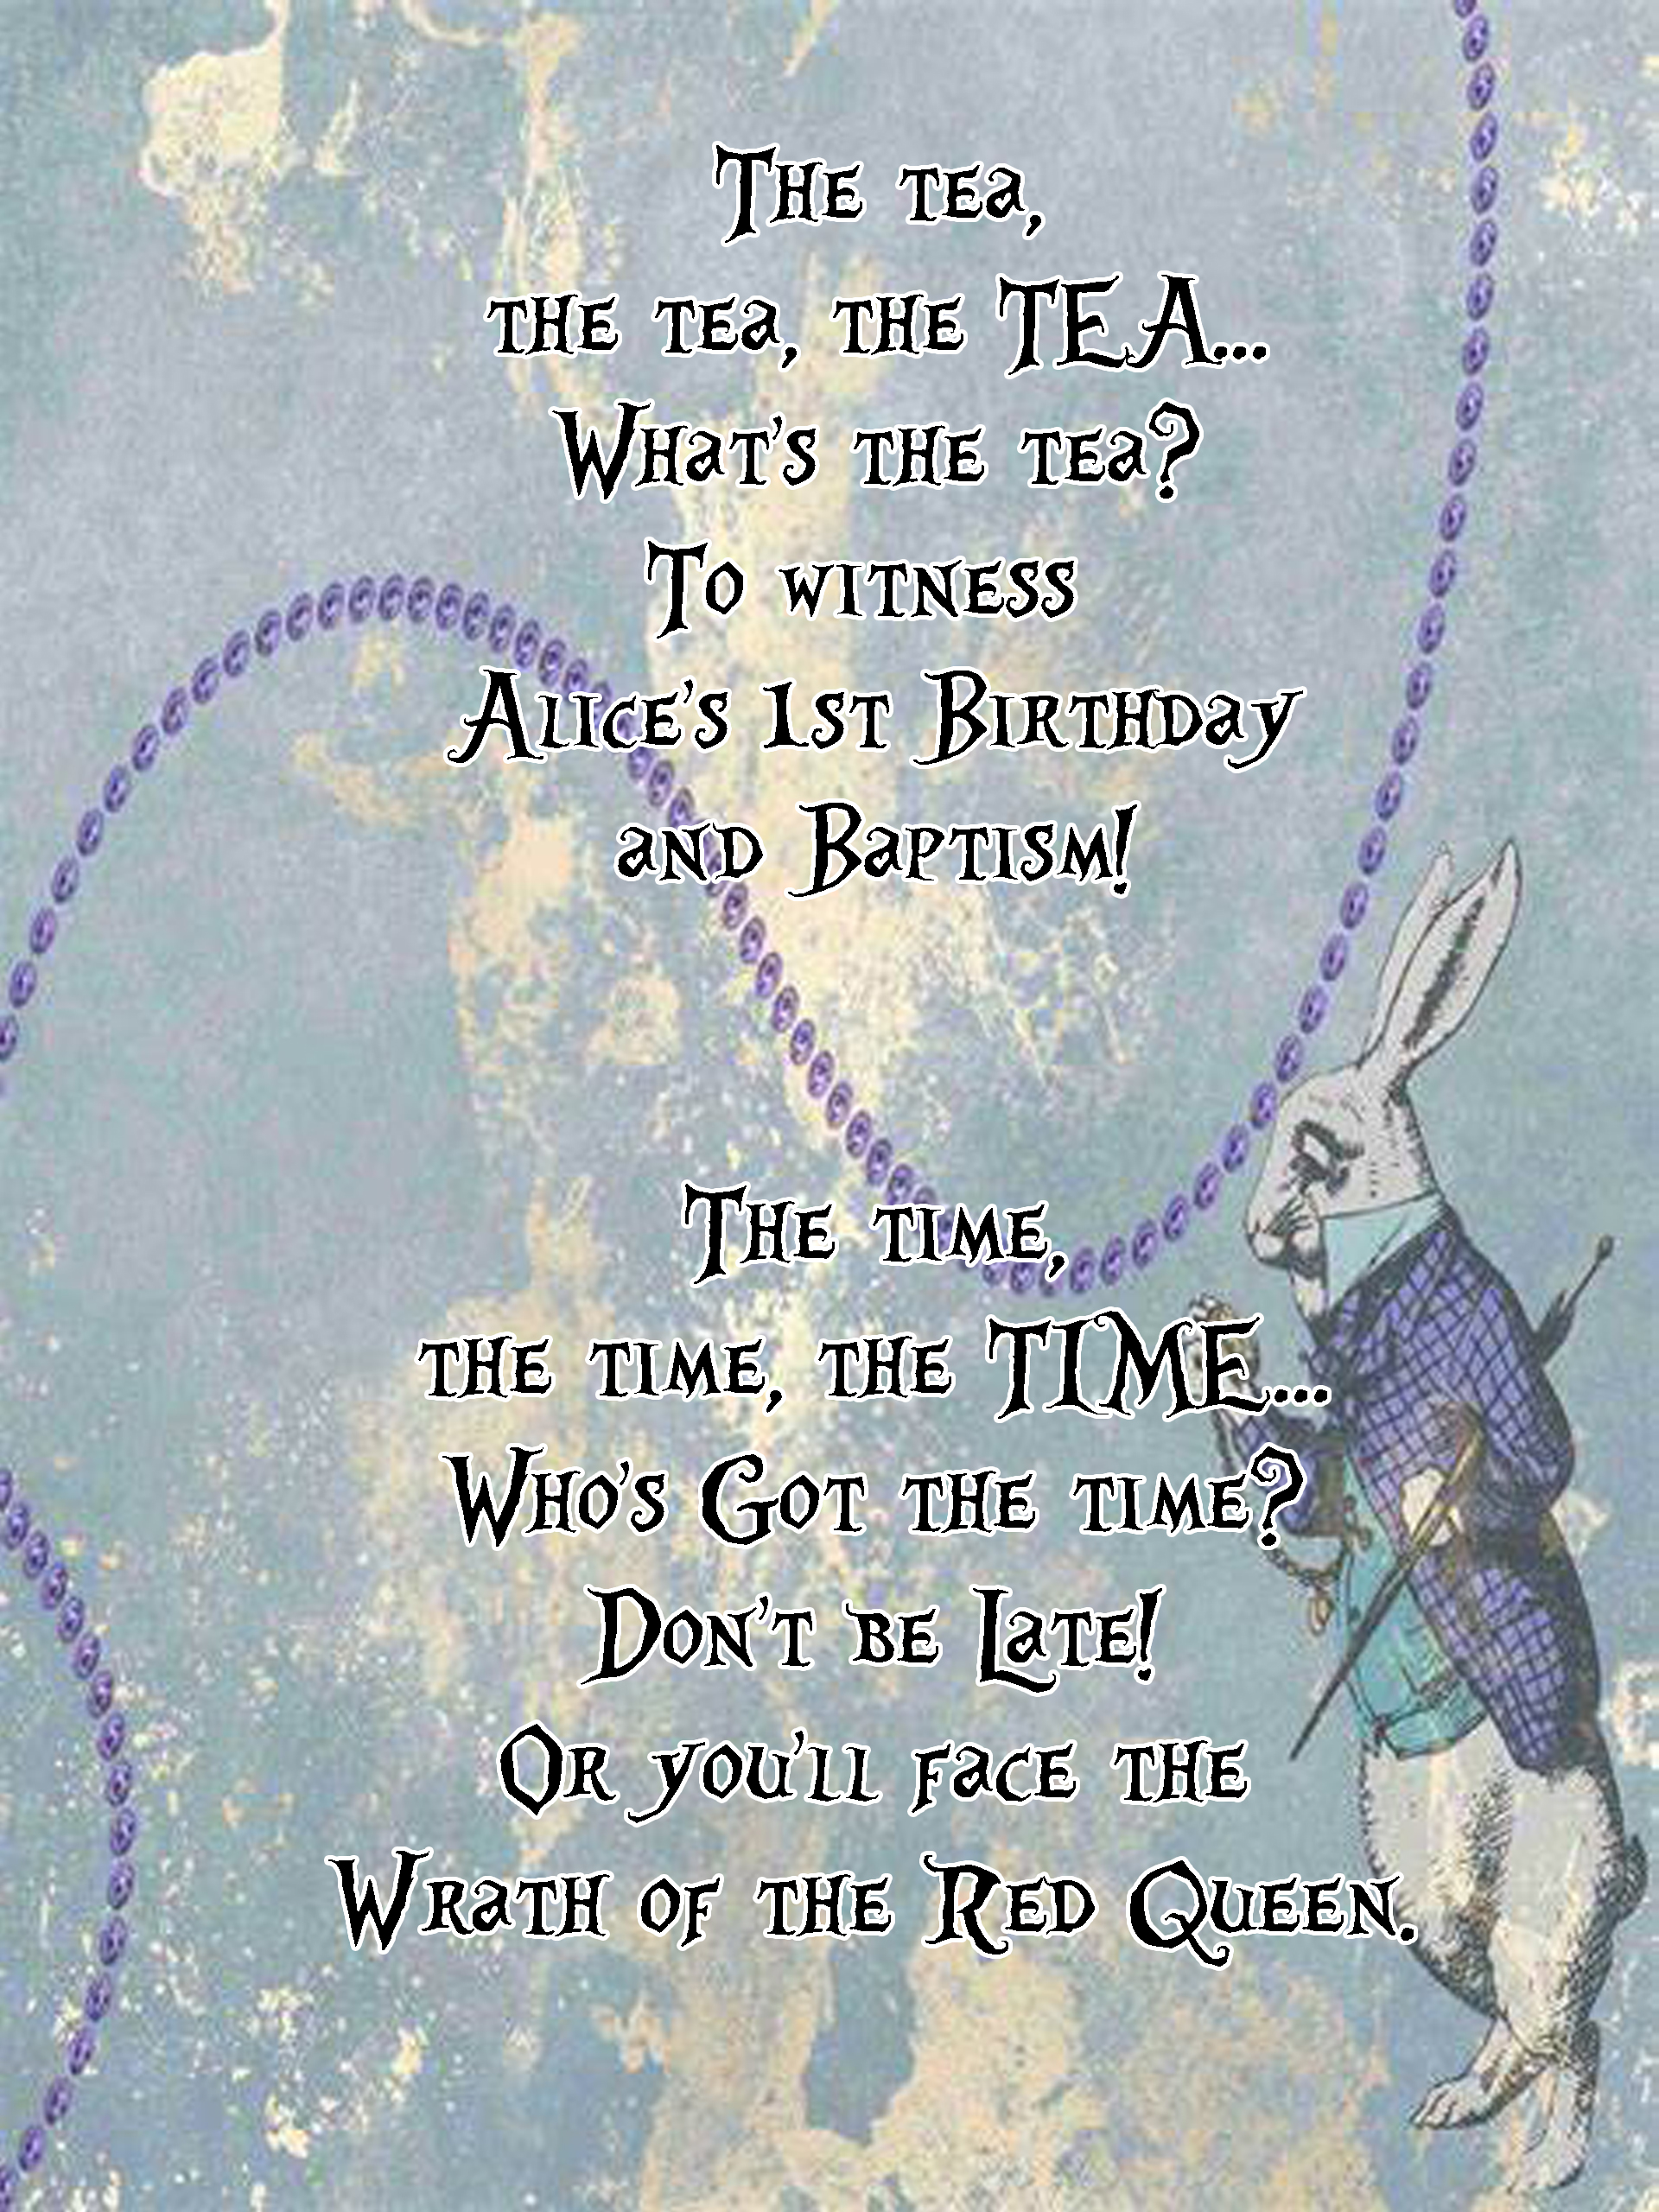 The tea,
the tea, the TEA...
What's the tea?
To witness
Alice's 1st Birthday
and Baptism!
The time,
the time, the TIME...
Who's Got the time?
Don't be Late!
Or you'll face the
Wrath of the Red Queen.